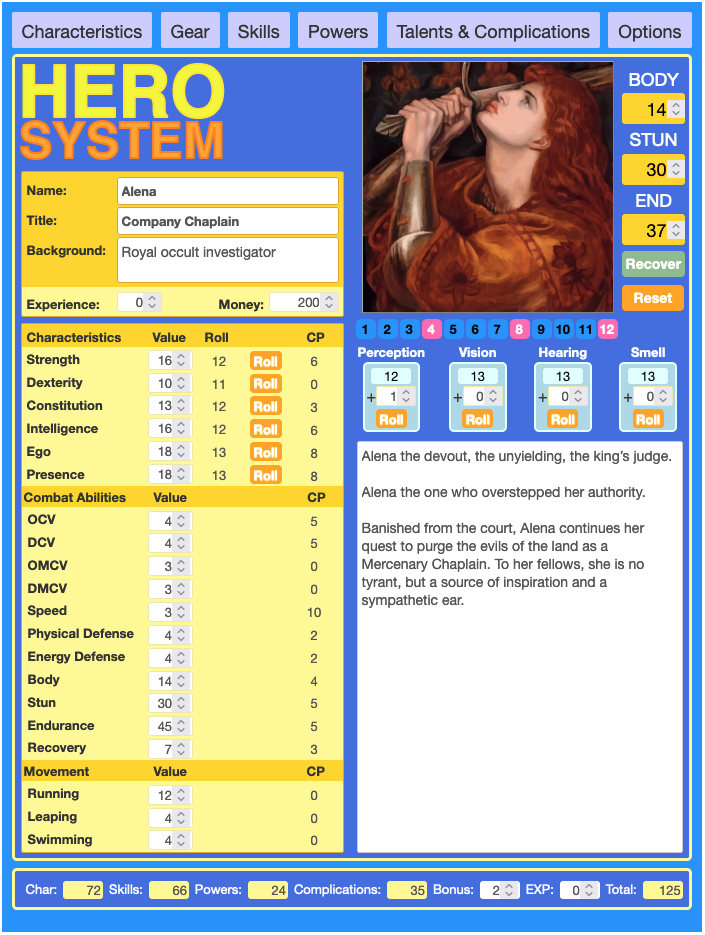 Characteristics Gear Skills Powers Talents & Complications Options
HERO
SYSTEM
BODY
14
STUN
30
END
37
Recover
Reset
Name: Alena
Title: Company Chaplain
Background: Royal occult investigator
Experience: 0 Money: 200
1 2 3 4 5 6 7 8 9 10 11 12
Perception Vision Hearing Smell
12 13 13 13
+ 1 + 0 + 0 + 0
Roll Roll Roll Roll
Characteristics Value Roll CP
Strength 16 12 Roll 6
Dexterity 10 11 Roll 0
Constitution 13 12 Roll 3
Intelligence 16 12 Roll 6
Ego 18 13 Roll 8
Presence 18 13 Roll 8
Combat Abilities Value CP
OCV 4 5
DCV 4 5
OMCV 3 0
DMCV 3 0
Speed 3 10
Physical Defense 4 2
Energy Defense 4 2
Body 14 4
Stun 30 5
Endurance 45 5
Recovery 7 3
Movement Value CP
Running 12 0
Leaping 4 0
Swimming 4 0
Alena the devout, the unyielding, the king's judge.
Alena the one who overstepped her authority.
Banished from the court, Alena continues her
quest to purge the evils of the land as a
Mercenary Chaplain. To her fellows, she is no
tyrant, but a source of inspiration and a
sympathetic ear.
Char: 72 Skills: 66 Powers: 24 Complications: 35 Bonus: 2 EXP: 0 Total: 125